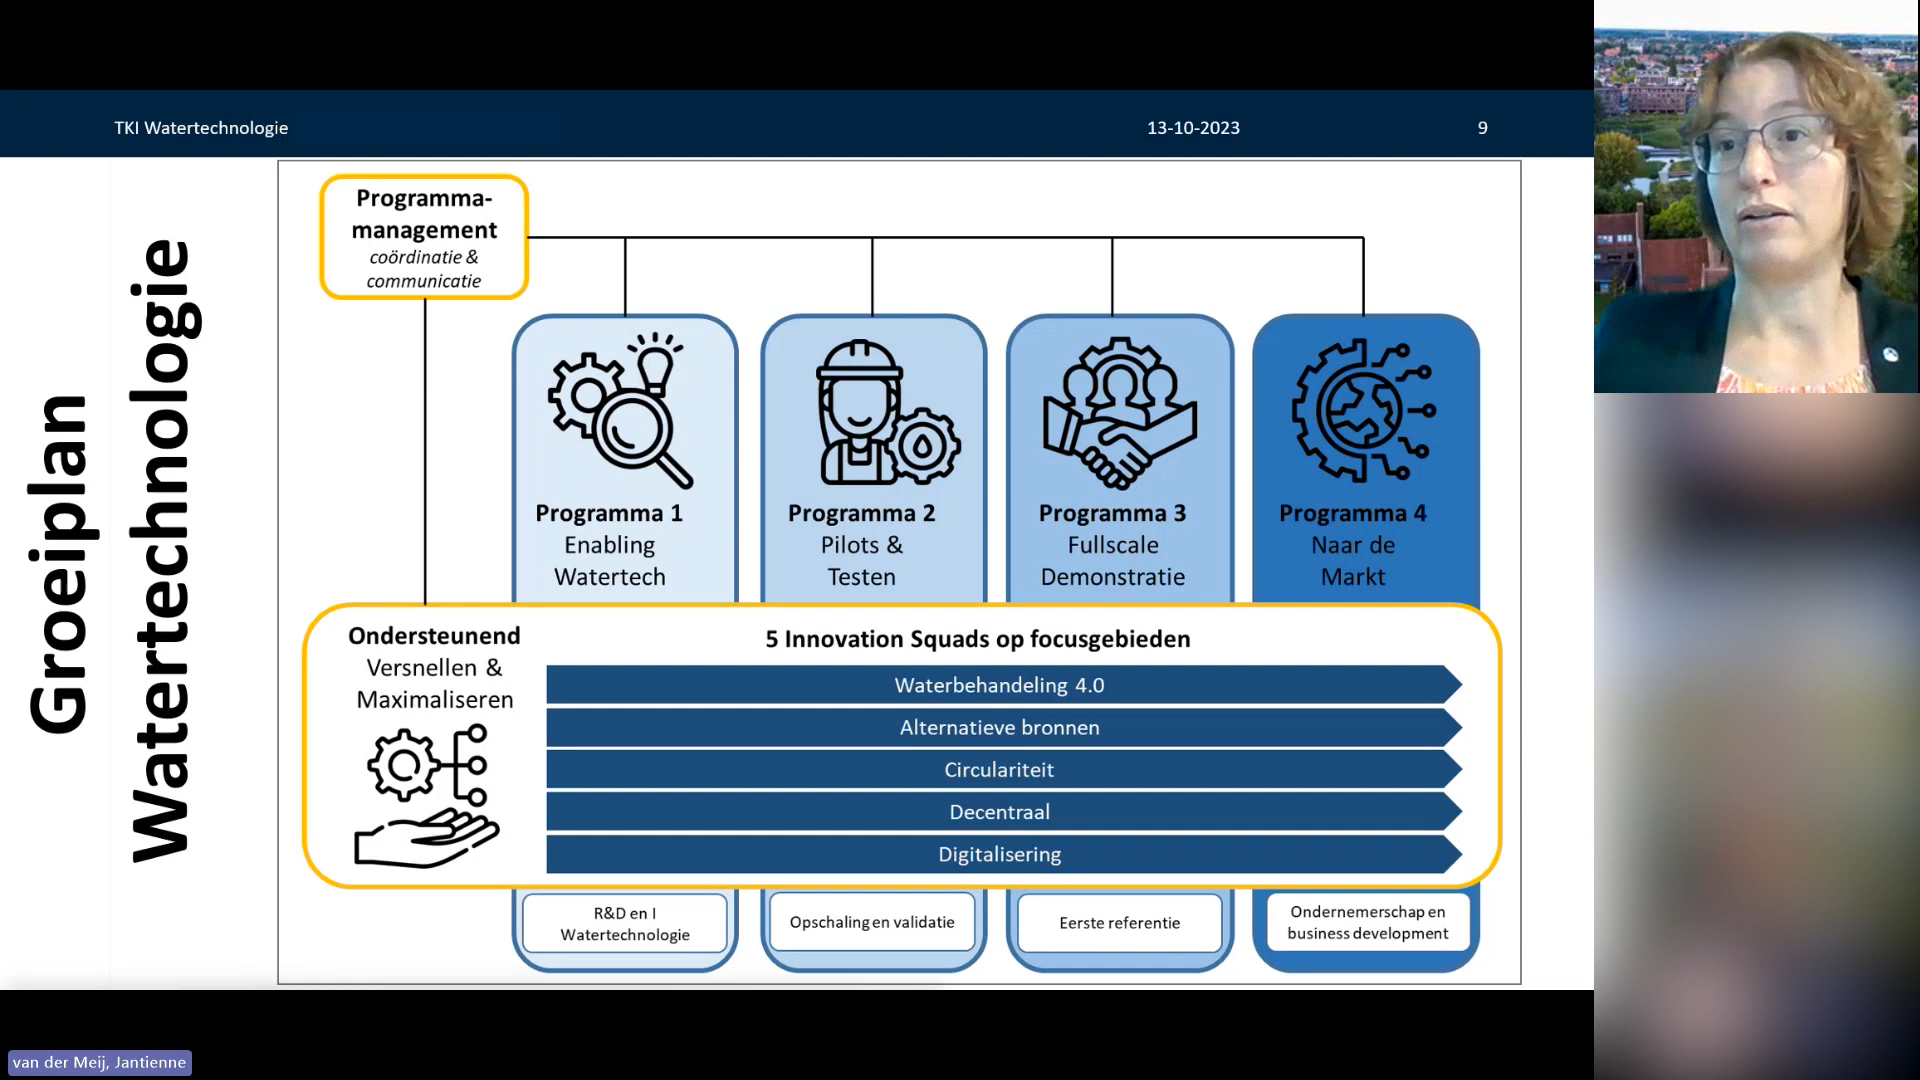 TKI Watertechnologie
13-10-2023
9
Groeiplan
Watertechnologie
Programma-
management
coördinatie &
communicatie
Programma 1
Enabling
Watertech
Programma 2
Pilots &
Testen
Programma 3
Fullscale
Demonstratie
Programma 4
Naar de
Markt
Ondersteunend
Versnellen &
Maximaliseren
5 Innovation Squads op focusgebieden
Waterbehandeling 4.0
Alternatieve bronnen
Circulariteit
Decentraal
Digitalisering
R&D en I
Watertechnologie
Opschaling en validatie
Eerste referentie
Ondernemerschap en
business development
van der Meij, Jantienne